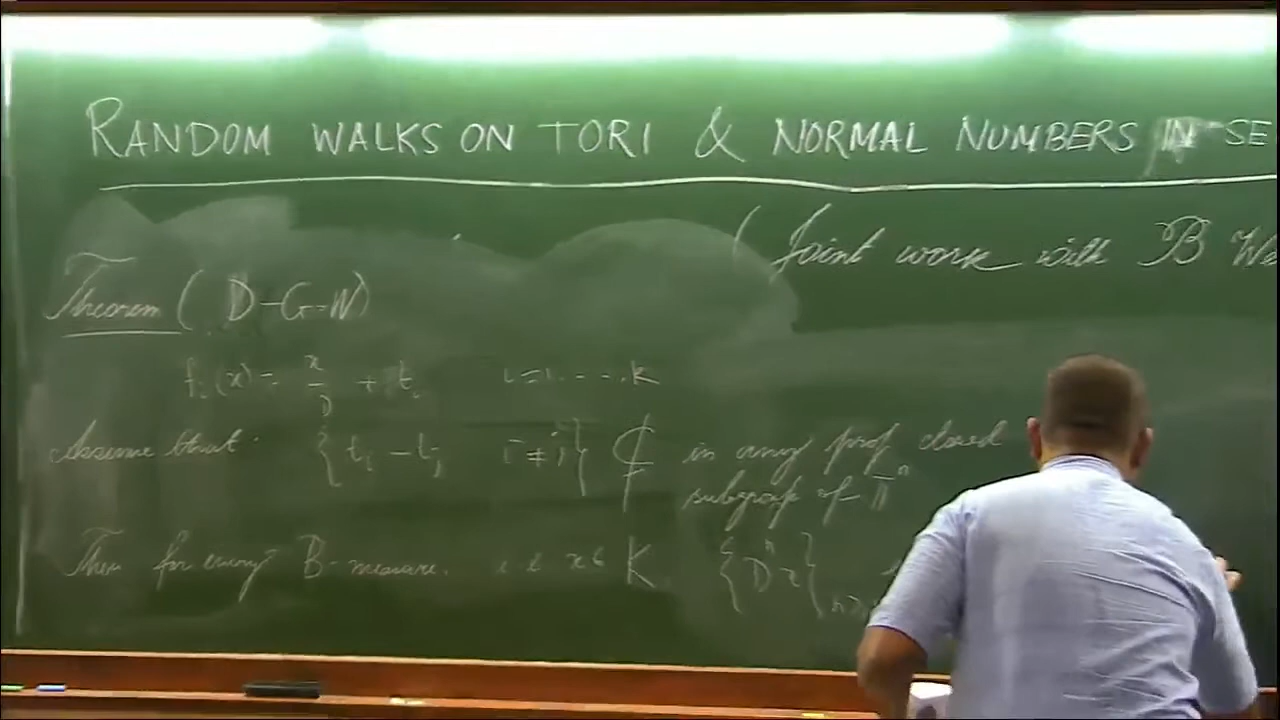 RANDOM WALKS ON TORI & NORMAL NUMBERS IN SE
( Joint work with B We
Theorem ( D-G-W)
fᵢ(x) = x/D + tᵢ i=1.....k
Assume that {tᵢ - tⱼ i≠j} ⊄ in any prop closed
subgroup of 𝕋ⁿ
Then for every B-measure. x ∈ K {Dⁿx}